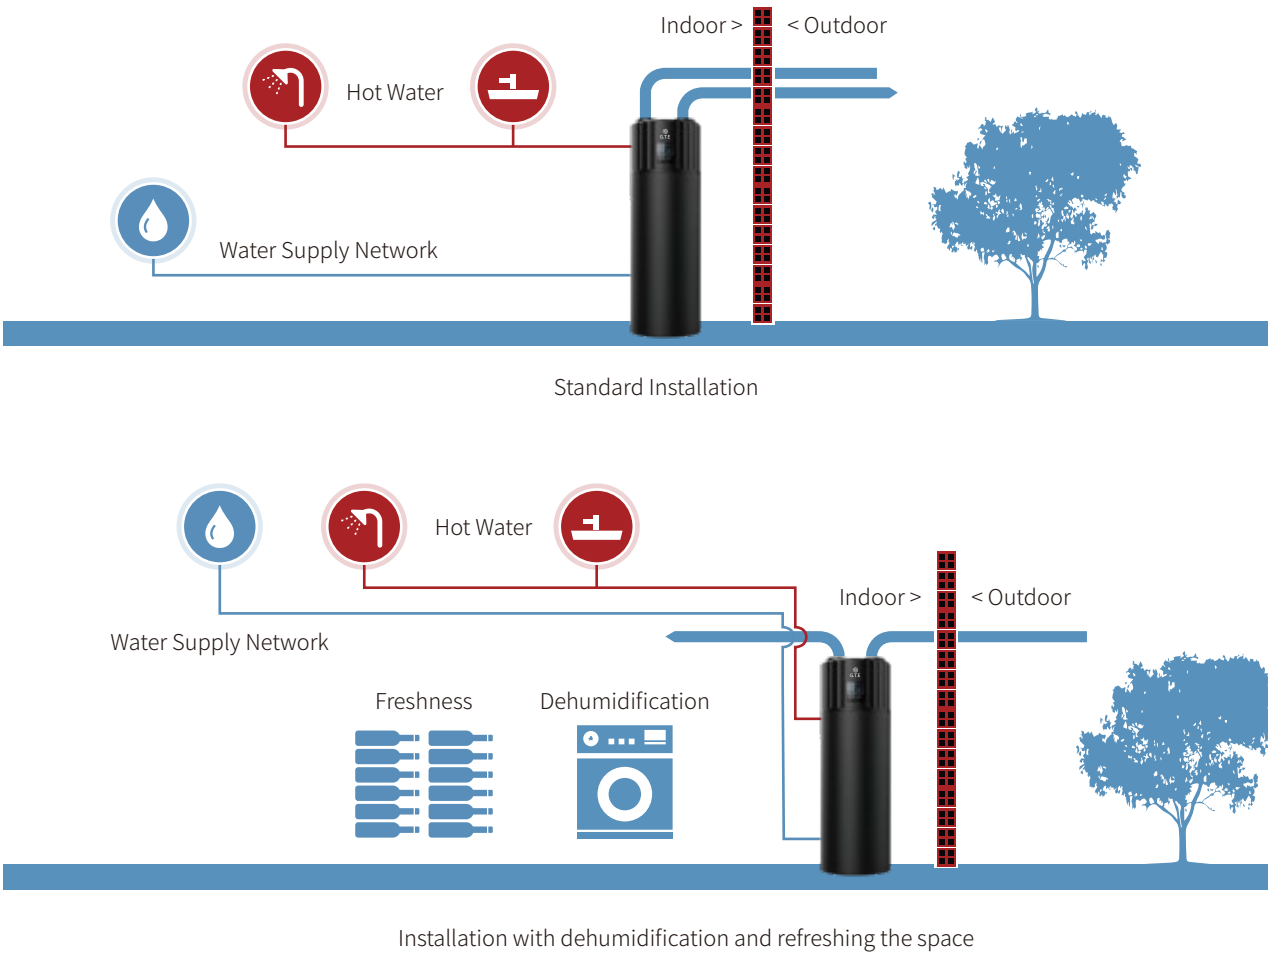 Indoor > < Outdoor
Hot Water
G.T.E
Water Supply Network
Standard Installation
Hot Water
Indoor > < Outdoor
Water Supply Network
G.T.E
Freshness Dehumidification
Installation with dehumidification and refreshing the space